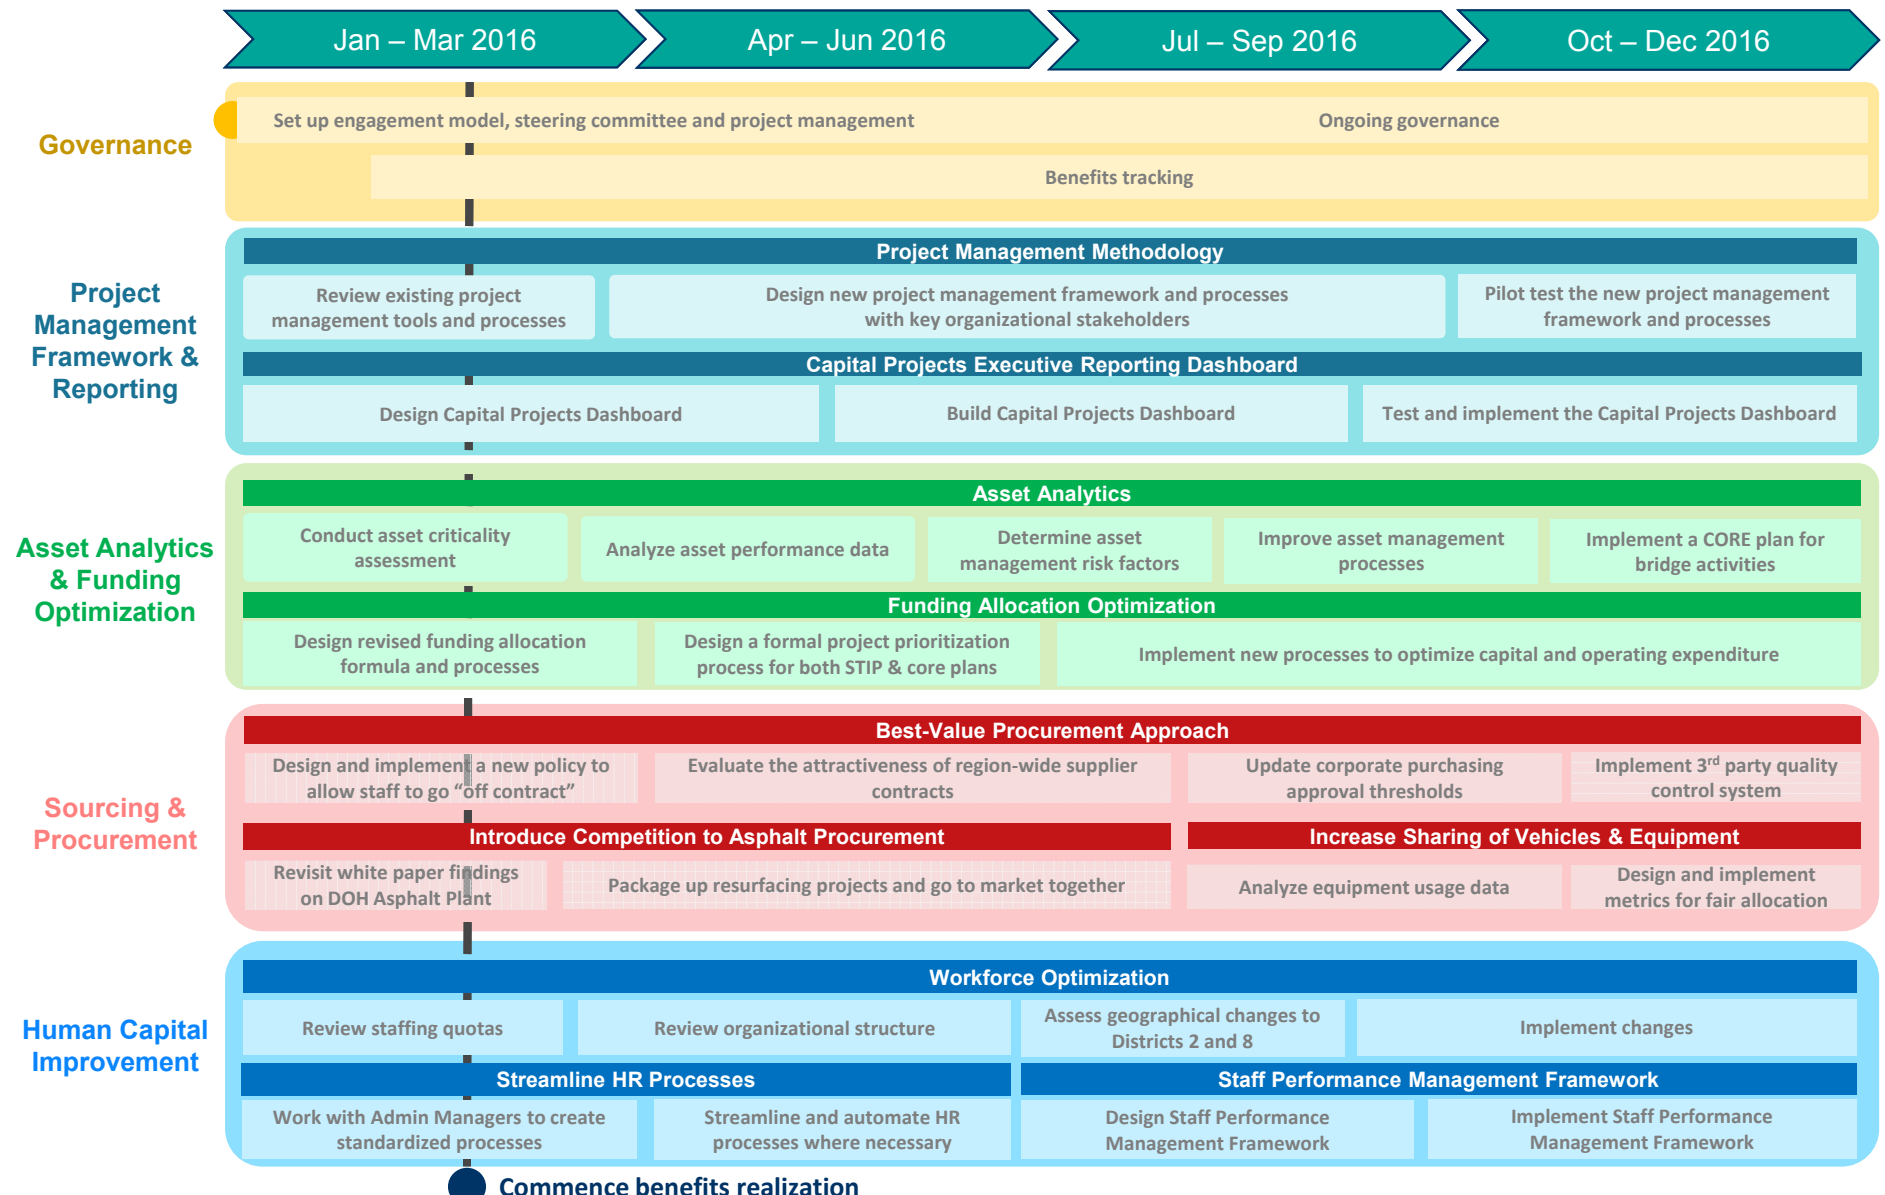 Jan – Mar 2016
Apr – Jun 2016
Jul – Sep 2016
Oct – Dec 2016
Governance
Set up engagement model, steering committee and project management
Ongoing governance
Benefits tracking
Project
Management
Framework &
Reporting
Project Management Methodology
Review existing project
management tools and processes
Design new project management framework and processes
with key organizational stakeholders
Pilot test the new project management
framework and processes
Capital Projects Executive Reporting Dashboard
Design Capital Projects Dashboard
Build Capital Projects Dashboard
Test and implement the Capital Projects Dashboard
Asset Analytics
& Funding
Optimization
Asset Analytics
Conduct asset criticality
assessment
Analyze asset performance data
Determine asset
management risk factors
Improve asset management
processes
Implement a CORE plan for
bridge activities
Funding Allocation Optimization
Design revised funding allocation
formula and processes
Design a formal project prioritization
process for both STIP & core plans
Implement new processes to optimize capital and operating expenditure
Sourcing &
Procurement
Best-Value Procurement Approach
Design and implement a new policy to
allow staff to go “off contract”
Evaluate the attractiveness of region-wide supplier
contracts
Update corporate purchasing
approval thresholds
Implement 3rd party quality
control system
Introduce Competition to Asphalt Procurement
Increase Sharing of Vehicles & Equipment
Revisit white paper findings
on DOH Asphalt Plant
Package up resurfacing projects and go to market together
Analyze equipment usage data
Design and implement
metrics for fair allocation
Human Capital
Improvement
Workforce Optimization
Review staffing quotas
Review organizational structure
Assess geographical changes to
Districts 2 and 8
Implement changes
Streamline HR Processes
Staff Performance Management Framework
Work with Admin Managers to create
standardized processes
Streamline and automate HR
processes where necessary
Design Staff Performance
Management Framework
Implement Staff Performance
Management Framework
Commence benefits realization